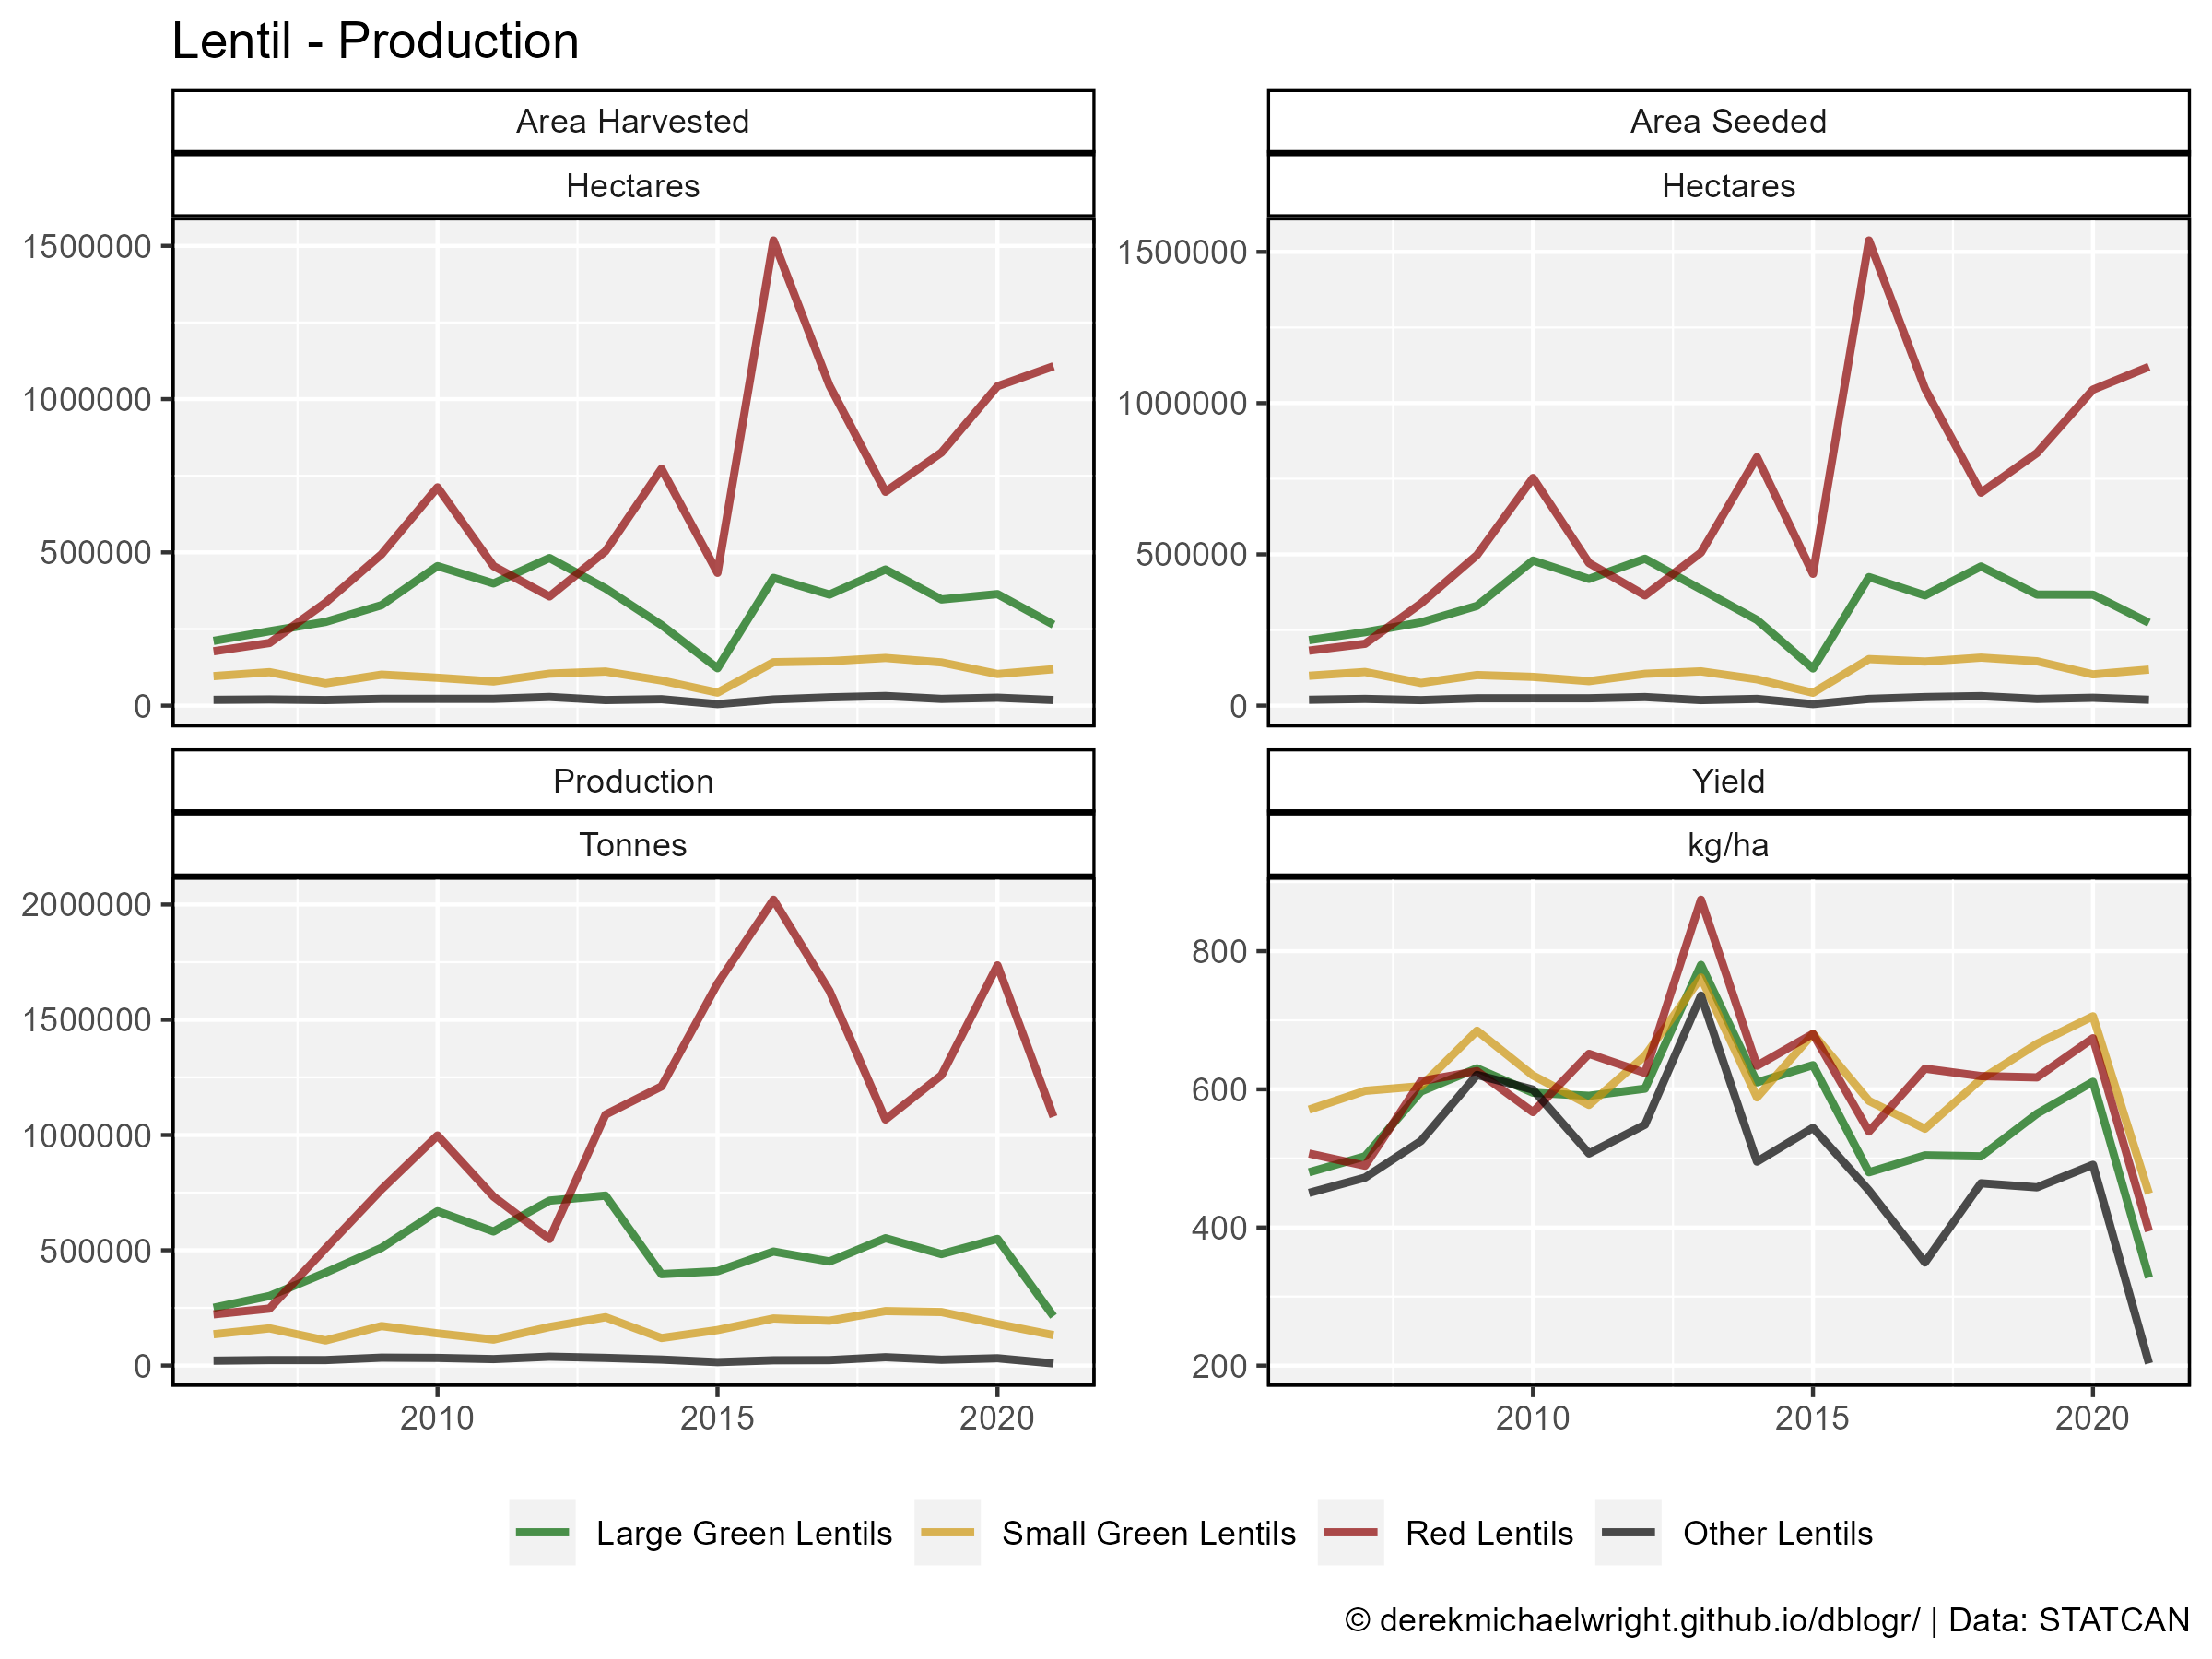 Lentil - Production
Area Harvested
Hectares
1500000
1000000
500000
0
Area Seeded
Hectares
1500000
1000000
500000
0
Production
Tonnes
2000000
1500000
1000000
500000
0
2010 2015 2020
Yield
kg/ha
800
600
400
200
2010 2015 2020
Large Green Lentils Small Green Lentils Red Lentils Other Lentils
© derekmichaelwright.github.io/dblogr/ | Data: STATCAN